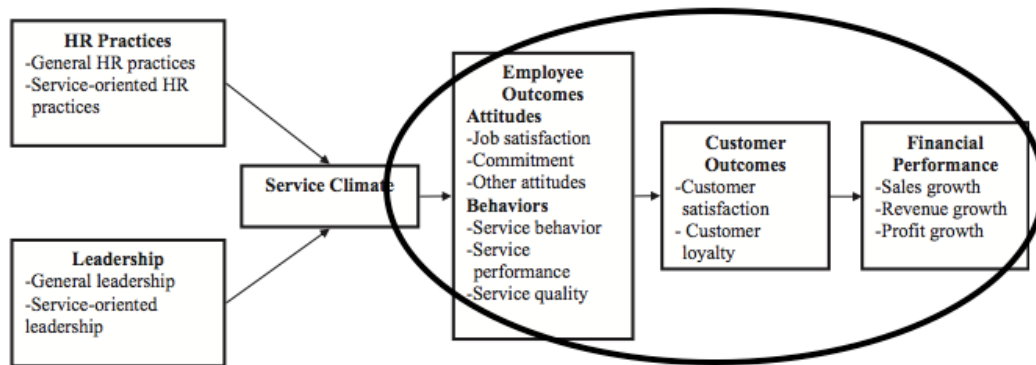 HR Practices
-General HR practices
-Service-oriented HR
practices
Leadership
-General leadership
-Service-oriented
leadership
Service Climate
Employee
Outcomes
Attitudes
-Job satisfaction
-Commitment
-Other attitudes
Behaviors
-Service behavior
-Service
performance
-Service quality
Customer
Outcomes
-Customer
satisfaction
- Customer
loyalty
Financial
Performance
-Sales growth
-Revenue growth
-Profit growth